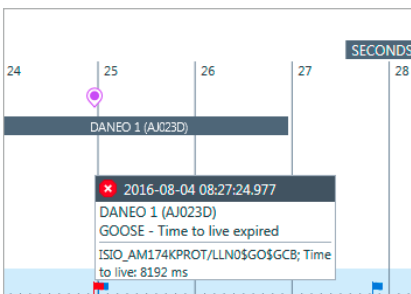 SECONDS
24 25 26 27 28
DANEO 1 (AJ023D)
2016-08-04 08:27:24.977
DANEO 1 (AJ023D)
GOOSE - Time to live expired
ISIO_AM174KPROT/LLN0$GO$GCB; Time
to live: 8192 ms